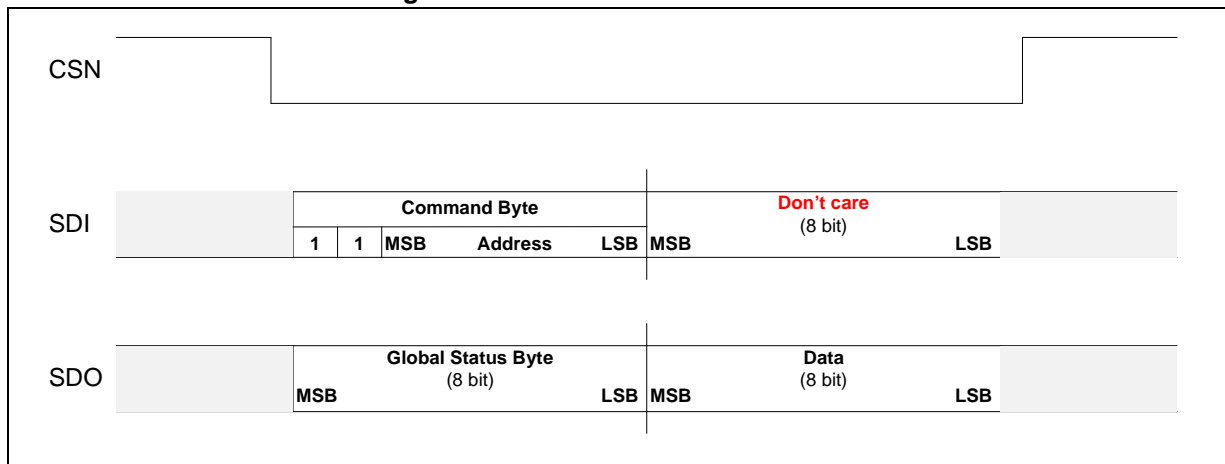 g
CSN
SDI
Command Byte
1 1 MSB Address LSB
Don't care
(8 bit)
MSB LSB
SDO
Global Status Byte
(8 bit)
MSB LSB
Data
(8 bit)
MSB LSB